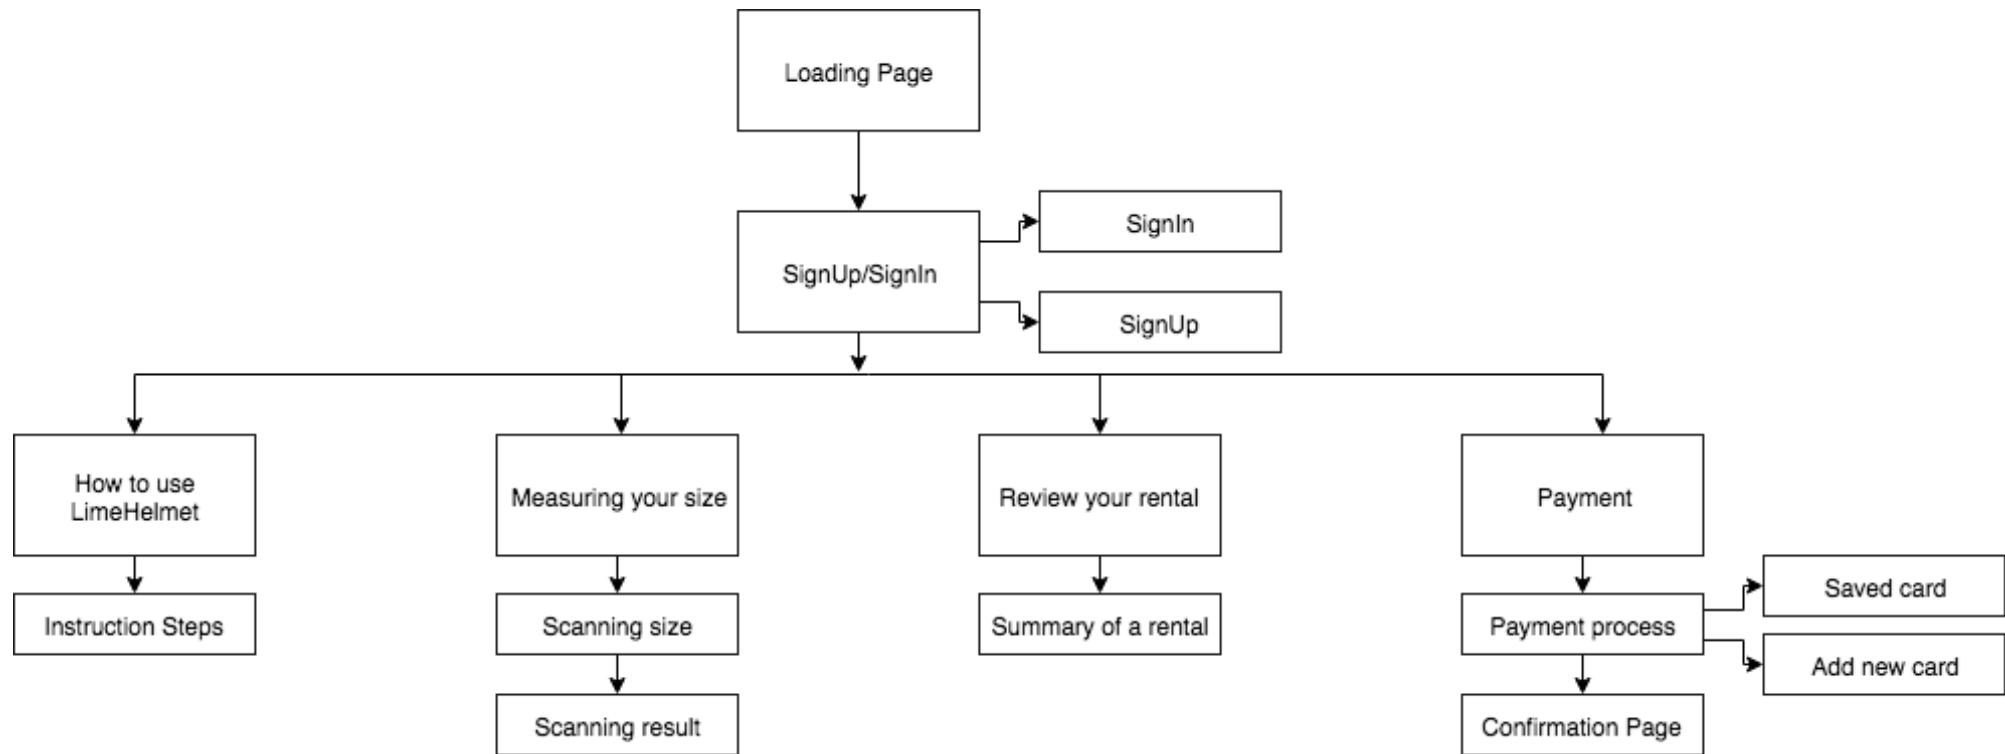 Loading Page
SignIn
SignUp/SignIn
SignUp
How to use
LimeHelmet
Measuring your size
Review your rental
Payment
Saved card
Instruction Steps
Scanning size
Summary of a rental
Payment process
Add new card
Scanning result
Confirmation Page